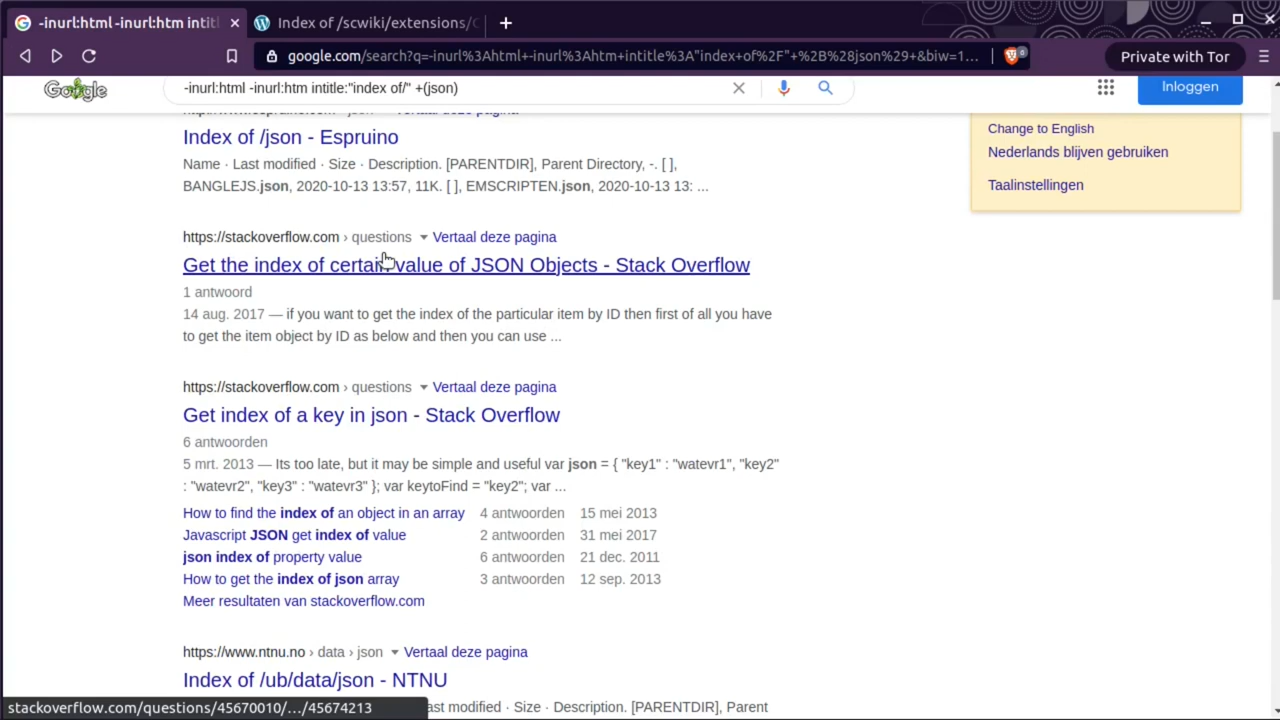 -inurl:html -inurl:htm intitl
Index of /scwiki/extensions/C
google.com/search?q=-inurl%3Ahtml+-inurl%3Ahtm+intitle%3A"index+of%2F"+%2B%28json%29+&biw=1...
6
Private with Tor
Google
-inurl:html -inurl:htm intitle:"index of/" +(json)
Inloggen
Change to English
Nederlands blijven gebruiken
Taalinstellingen
Vertaal deze pagina
Index of /json - Espruino
Name · Last modified · Size · Description. [PARENTDIR], Parent Directory, -. [ ],
BANGLEJS.json, 2020-10-13 13:57, 11K. [ ], EMSCRIPTEN.json, 2020-10-13 13: ...
https://stackoverflow.com › questions Vertaal deze pagina
Get the index of certain value of JSON Objects - Stack Overflow
1 antwoord
14 aug. 2017 — if you want to get the index of the particular item by ID then first of all you have
to get the item object by ID as below and then you can use ...
https://stackoverflow.com › questions Vertaal deze pagina
Get index of a key in json - Stack Overflow
6 antwoorden
5 mrt. 2013 — Its too late, but it may be simple and useful var json = { "key1" : "watevr1", "key2"
: "watevr2", "key3" : "watevr3" }; var keytoFind = "key2"; var ...
How to find the index of an object in an array 4 antwoorden 15 mei 2013
Javascript JSON get index of value 2 antwoorden 31 mei 2017
json index of property value 6 antwoorden 21 dec. 2011
How to get the index of json array 3 antwoorden 12 sep. 2013
Meer resultaten van stackoverflow.com
https://www.ntnu.no › data › json Vertaal deze pagina
Index of /ub/data/json - NTNU
ast modified · Size · Description. [PARENTDIR], Parent
stackoverflow.com/questions/45670010/.../45674213